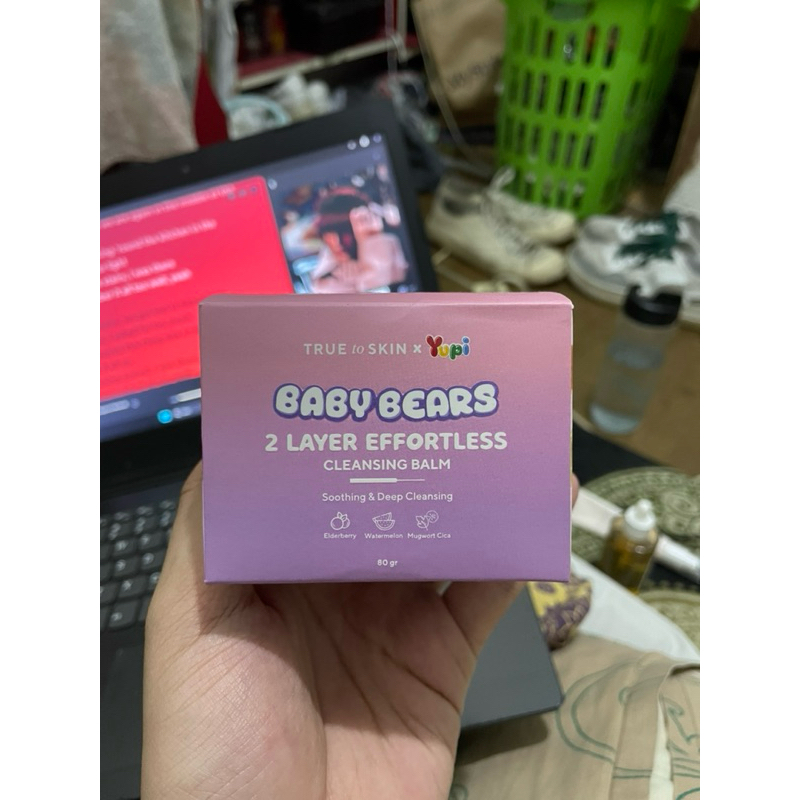 TRUE to SKIN x Yupi
BABY BEARS
2 LAYER EFFORTLESS
CLEANSING BALM
Soothing & Deep Cleansing
Elderberry Watermelon Mugwort Cica
80 gr